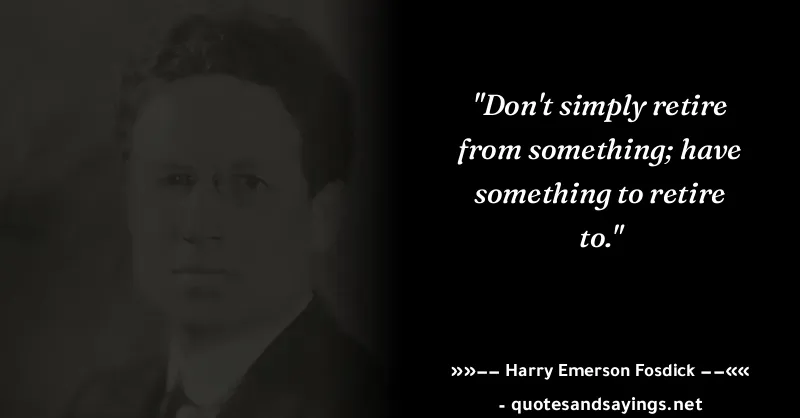 "Don't simply retire
from something; have
something to retire
to."
»»−− Harry Emerson Fosdick −−««
- quotesandsayings.net